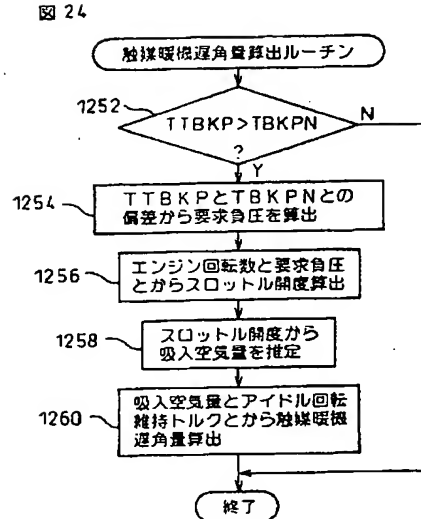 図 24
触媒暖機遅角量算出ルーチン
1252
TTBKP>TBKPN
N
?
Y
1254
TTBKPとTBKPNとの
偏差から要求負圧を算出
1256
エンジン回転数と要求負圧
とからスロットル開度算出
1258
スロットル開度から
吸入空気量を推定
1260
吸入空気量とアイドル回転
維持トルクとから触媒暖機
遅角量算出
終了